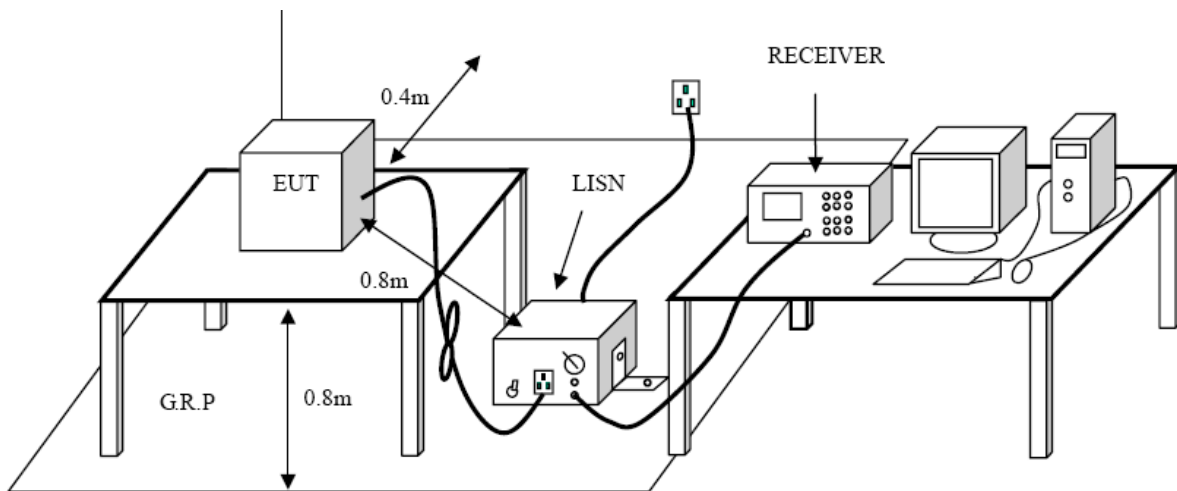 RECEIVER
0.4m
EUT
LISN
0.8m
G.R.P
0.8m